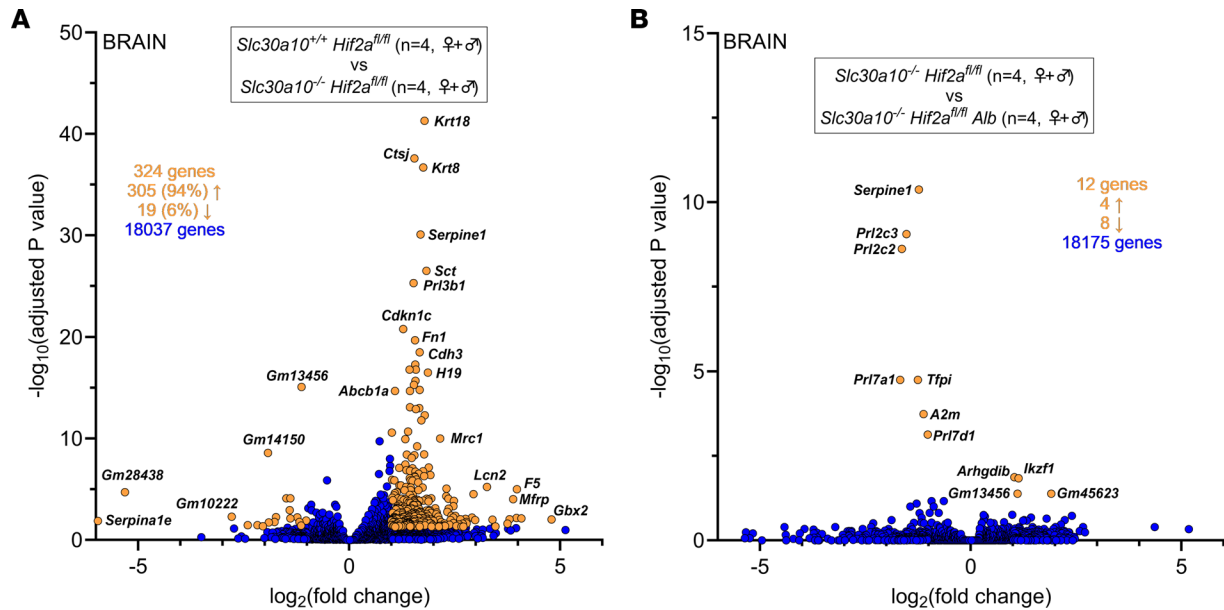 A
BRAIN
Slc30a10+/+ Hif2afl/fl (n=4, ♀+♂)
vs
Slc30a10-/- Hif2afl/fl (n=4, ♀+♂)
324 genes
305 (94%) ↑
19 (6%) ↓
18037 genes
Krt18
Ctsj
Krt8
Serpine1
Sct
Prl3b1
Cdkn1c
Fn1
Cdh3
H19
Abcb1a
Gm13456
Gm14150
Mrc1
Gm28438
Lcn2
F5
Mfrp
Gm10222
Gbx2
Serpina1e
50
40
30
20
10
0
-log10(adjusted P value)
-5
0
5
log2(fold change)
B
BRAIN
Slc30a10-/- Hif2afl/fl (n=4, ♀+♂)
vs
Slc30a10-/- Hif2afl/fl Alb (n=4, ♀+♂)
12 genes
4 ↑
8 ↓
18175 genes
Serpine1
Prl2c3
Prl2c2
Prl7a1
Tfpi
A2m
Prl7d1
Arhgdib
Ikzf1
Gm13456
Gm45623
15
10
5
0
-log10(adjusted P value)
-5
0
5
log2(fold change)